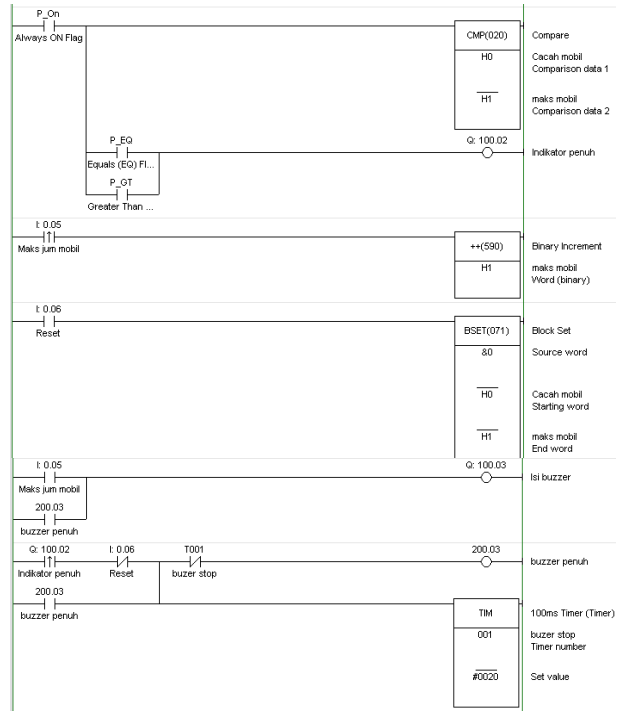 P_On
Always ON Flag
CMP(020)
Compare
H0
Cacah mobil
Comparison data 1
H1
maks mobil
Comparison data 2
P_EQ
Equals (EQ) Fl...
Q: 100.02
Indikator penuh
P_GT
Greater Than ...
I: 0.05
Maks jum mobil
++(590)
Binary Increment
H1
maks mobil
Word (binary)
I: 0.06
Reset
BSET(071)
Block Set
&0
Source word
H0
Cacah mobil
Starting word
H1
maks mobil
End word
I: 0.05
Maks jum mobil
Q: 100.03
Isi buzzer
200.03
buzzer penuh
Q: 100.02
Indikator penuh
I: 0.06
Reset
T001
buzer stop
200.03
buzzer penuh
200.03
buzzer penuh
TIM
100ms Timer (Timer)
001
buzer stop
Timer number
#0020
Set value